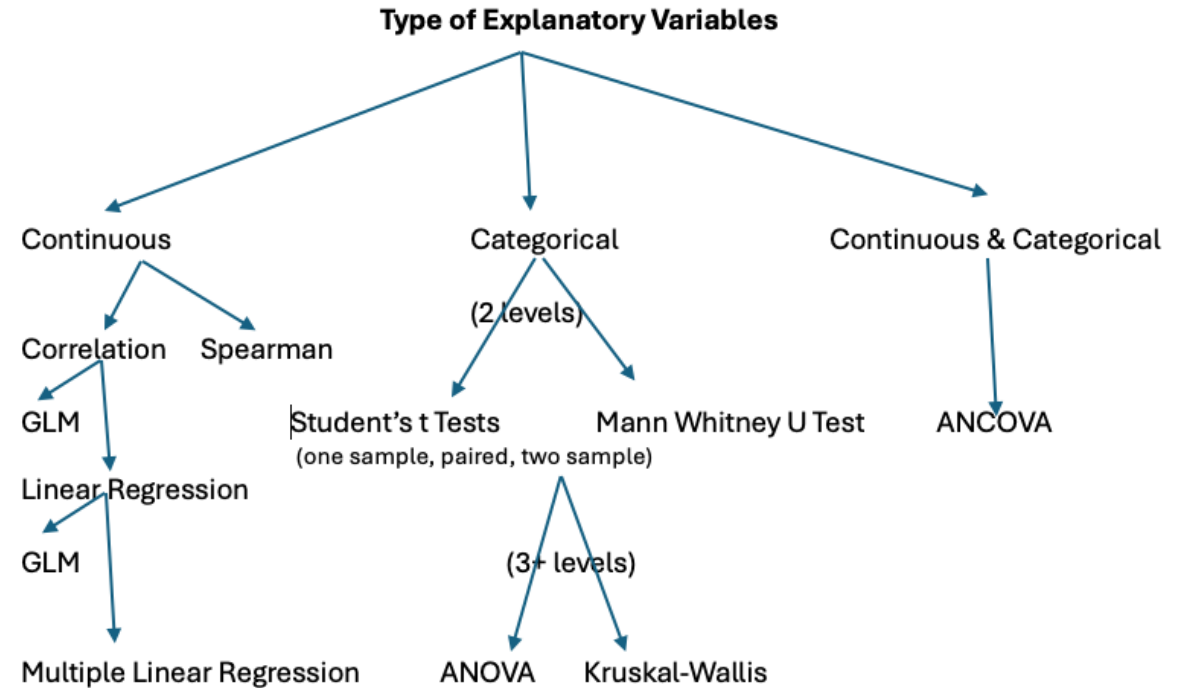 Type of Explanatory Variables
Continuous
Categorical
Continuous & Categorical
(2 levels)
Correlation
Spearman
GLM
Student’s t Tests
Mann Whitney U Test
ANCOVA
(one sample, paired, two sample)
Linear Regression
GLM
(3+ levels)
Multiple Linear Regression
ANOVA
Kruskal-Wallis